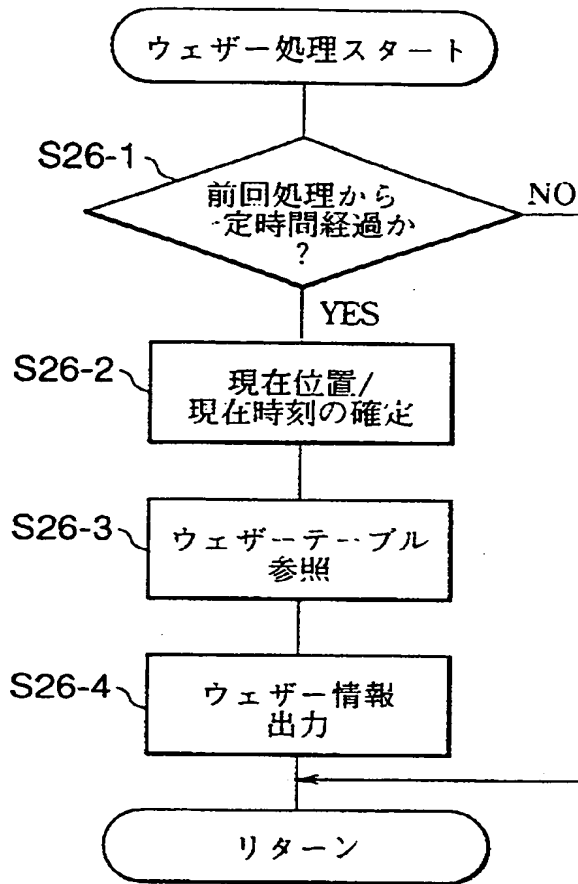 ウェザー処理スタート
S26-1
前回処理から
一定時間経過か
?
NO
YES
S26-2
現在位置/
現在時刻の確定
S26-3
ウェザーテーブル
参照
S26-4
ウェザー情報
出力
リターン